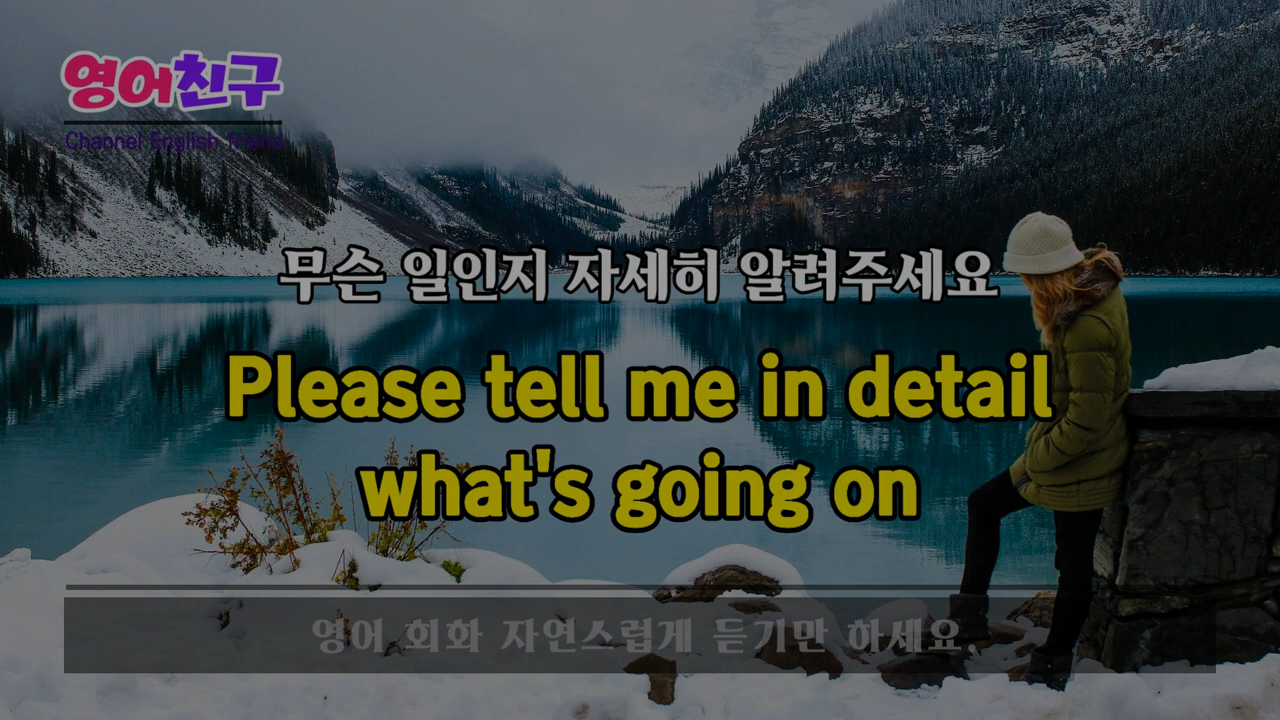 영어친구
Channel English friend
무슨 일인지 자세히 알려주세요
Please tell me in detail
what's going on
영어 회화 자연스럽게 듣기만 하세요.